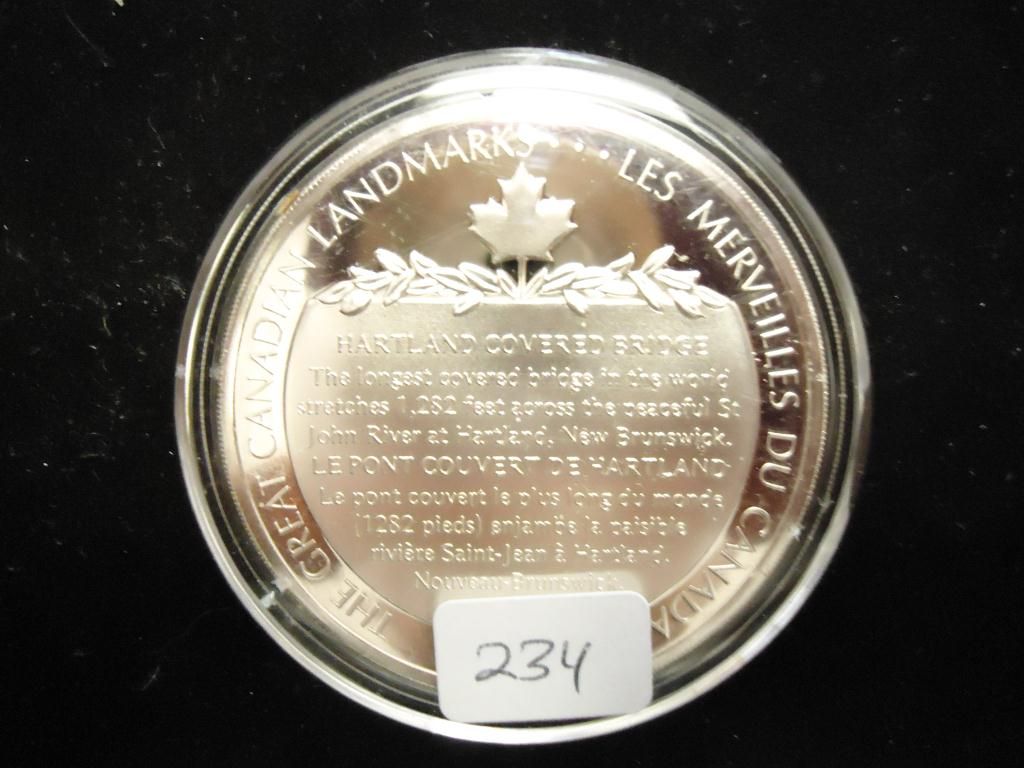 THE GREAT CANADIAN LANDMARKS... LES MERVEILLES DU CANADA
HARTLAND COVERED BRIDGE
The longest covered bridge in the world
stretches 1,282 feet across the peaceful St
John River at Hartland, New Brunswick.
LE PONT COUVERT DE HARTLAND
Le pont couvert le plus long du monde
(1282 pieds) enjambe la paisible
rivière Saint-Jean à Hartland,
Nouveau-Brunswick.
234